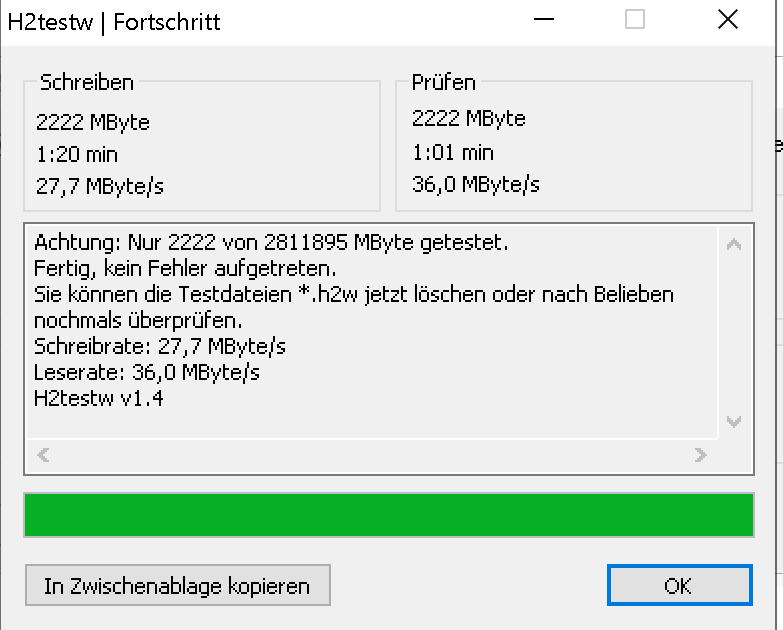 H2testw | Fortschritt
Schreiben
2222 MByte
1:20 min
27,7 MByte/s
Prüfen
2222 MByte
1:01 min
36,0 MByte/s
Achtung: Nur 2222 von 2811895 MByte getestet.
Fertig, kein Fehler aufgetreten.
Sie können die Testdateien *.h2w jetzt löschen oder nach Belieben
nochmals überprüfen.
Schreibrate: 27,7 MByte/s
Leserate: 36,0 MByte/s
H2testw v1.4
In Zwischenablage kopieren
OK